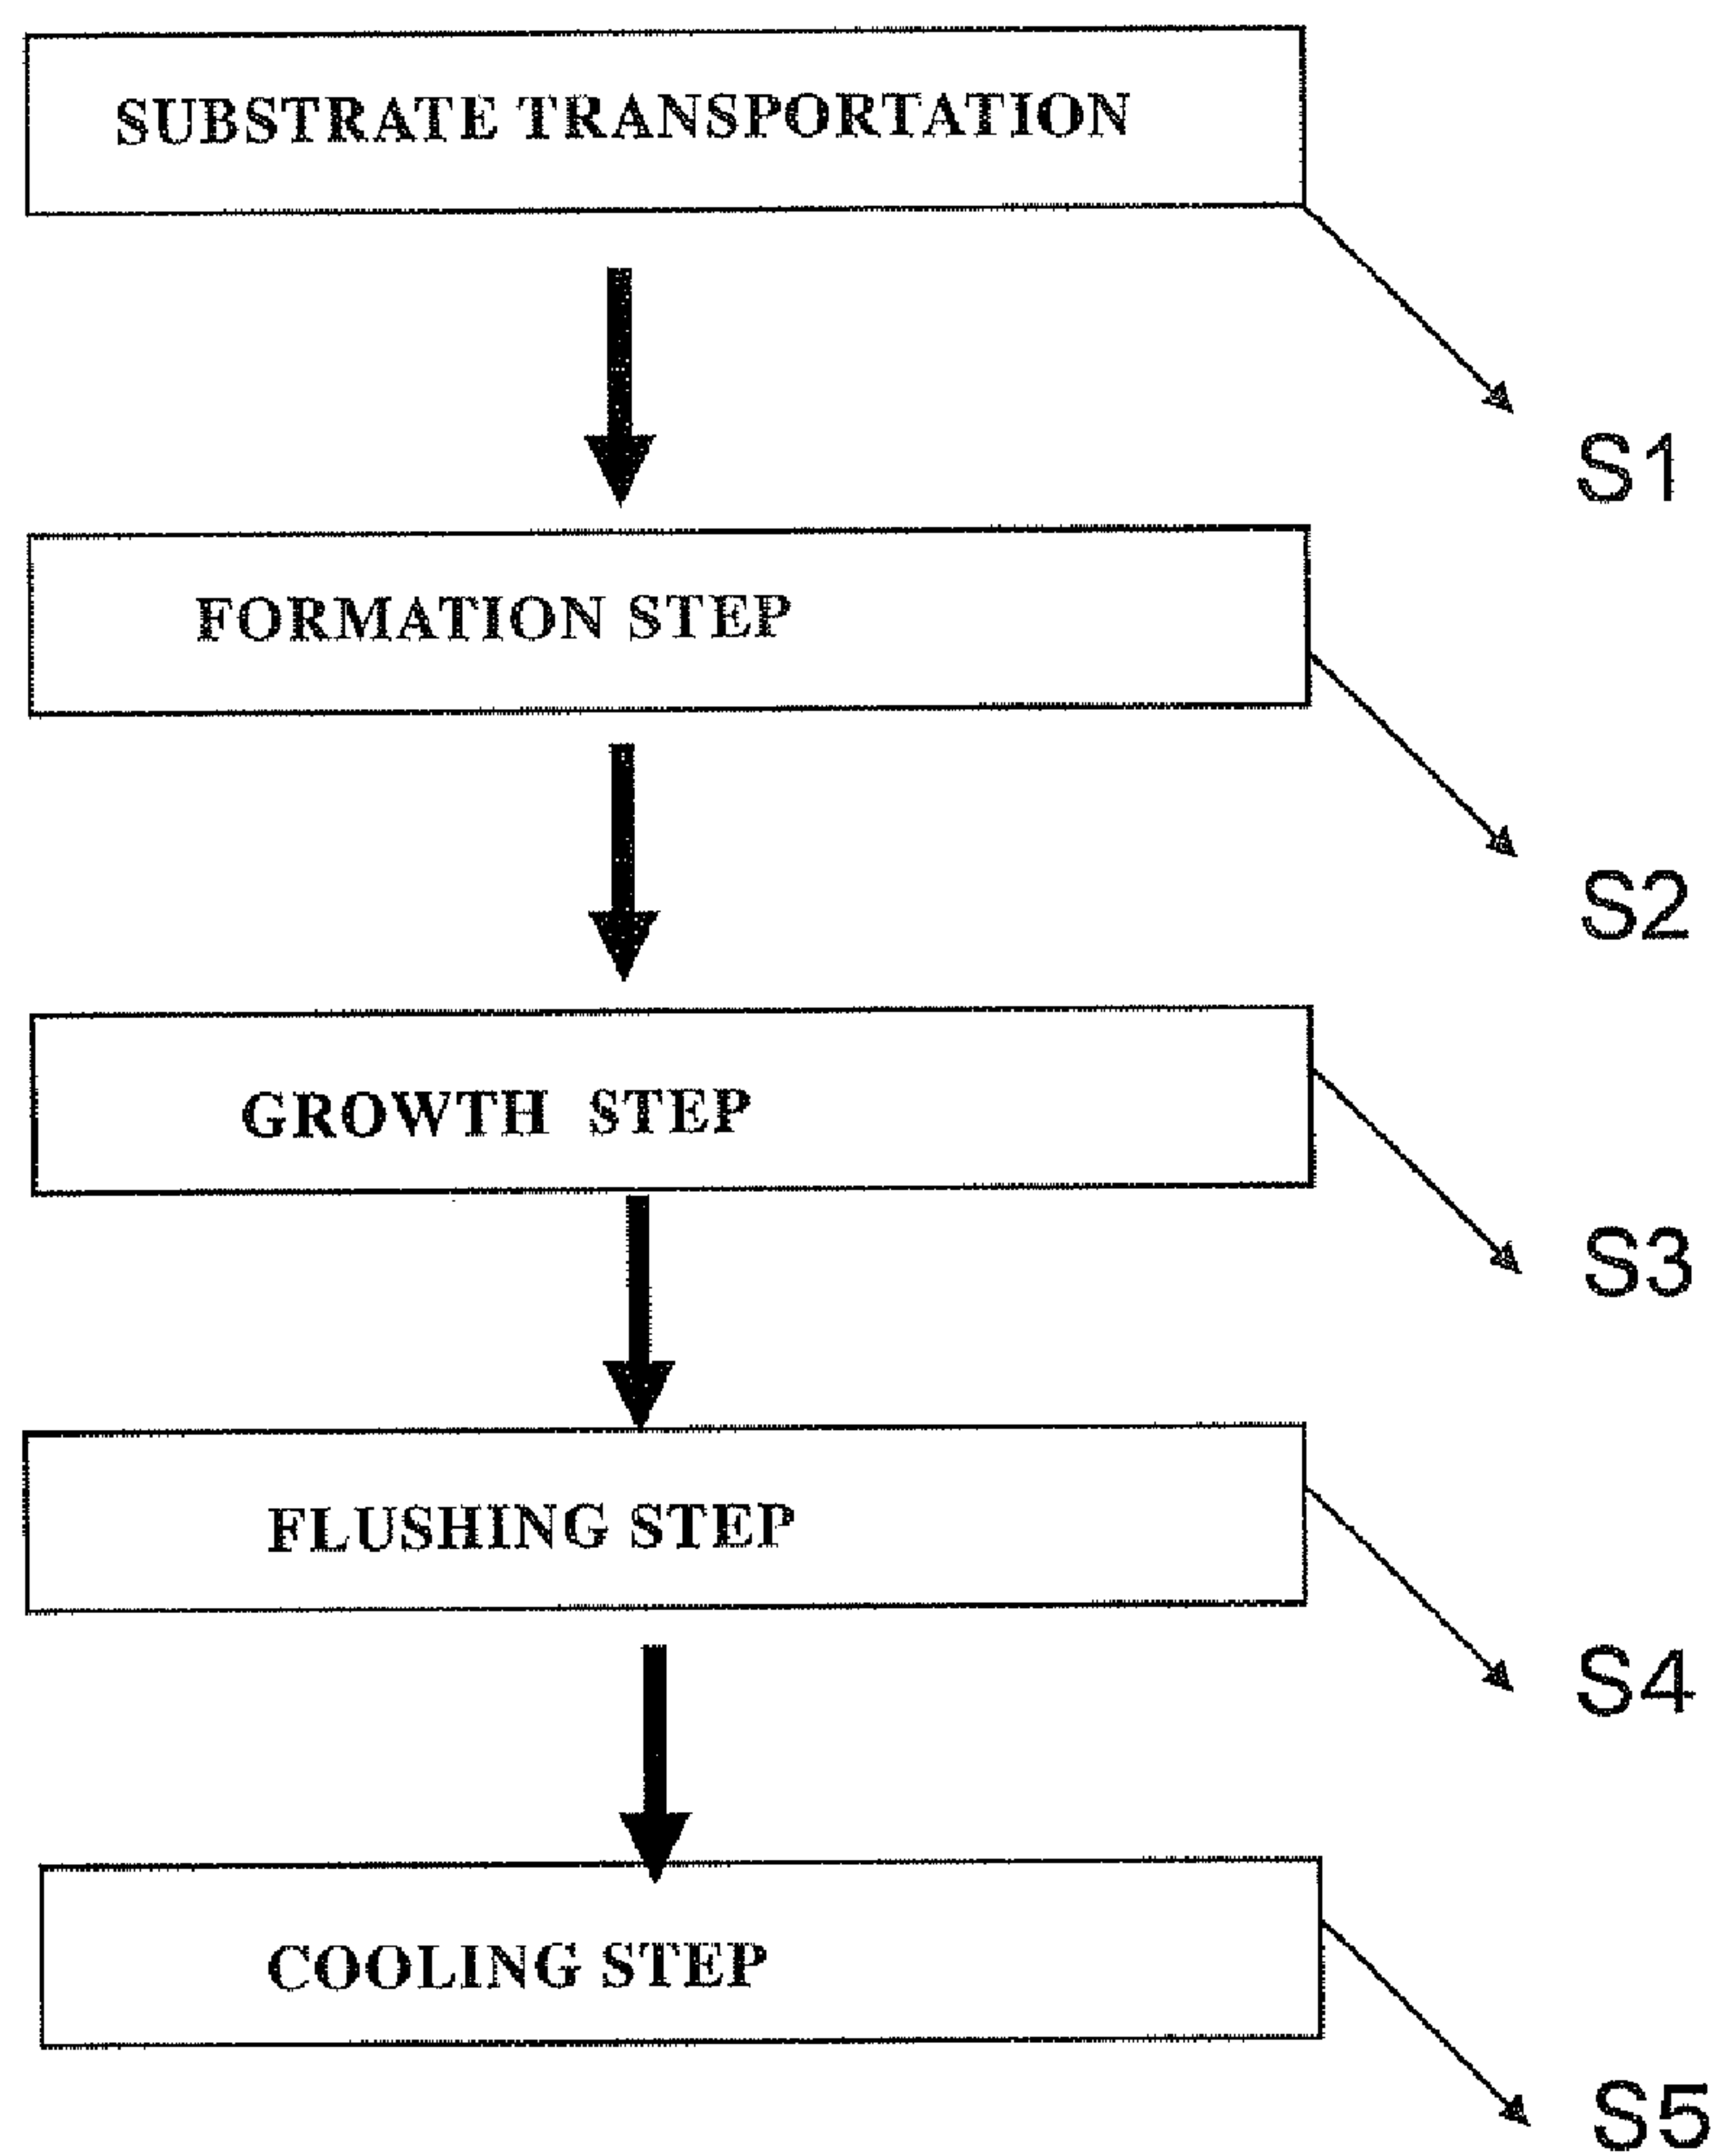 SUBSTRATE TRANSPORTATION
S1
FORMATION STEP
S2
GROWTH STEP
S3
FLUSHING STEP
S4
COOLING STEP
S5